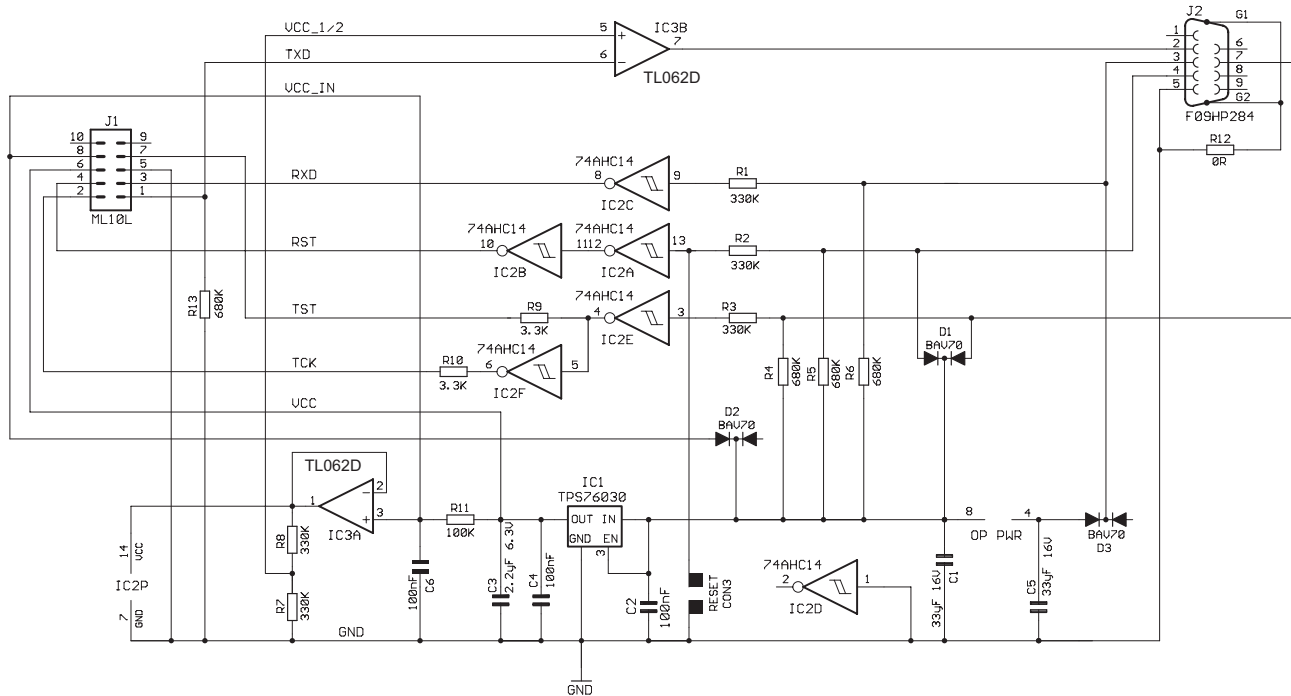 VCC_1/2
5
IC3B
7
6
TL062D
TXD
VCC_IN
J2
G1
1
2
3
4
5
6
7
8
9
G2
F09HP284
R12
0R
J1
10
9
8
7
6
5
4
3
2
1
ML10L
RXD
74AHC14
8
9
IC2C
R1
330K
RST
74AHC14
10
11
IC2B
74AHC14
12
13
IC2A
R2
330K
R13
680K
TST
R9
3.3K
74AHC14
4
3
IC2E
R3
330K
TCK
R10
3.3K
74AHC14
6
5
IC2F
R4
680K
R5
680K
R6
680K
D1
BAV70
VCC
D2
BAV70
TL062D
1
2
3
IC3A
R11
100K
IC1
TPS76030
OUT IN
GND EN
3
8
OP PWR
4
BAV70
D3
14
VCC
IC2P
7
GND
R8
330K
R7
330K
100nF
C6
C3
2.2yF 6.3V
C4
100nF
C2
100nF
RESET
CON3
74AHC14
2
1
IC2D
33yF 16V
C1
C5
33yF 16V
GND
GND